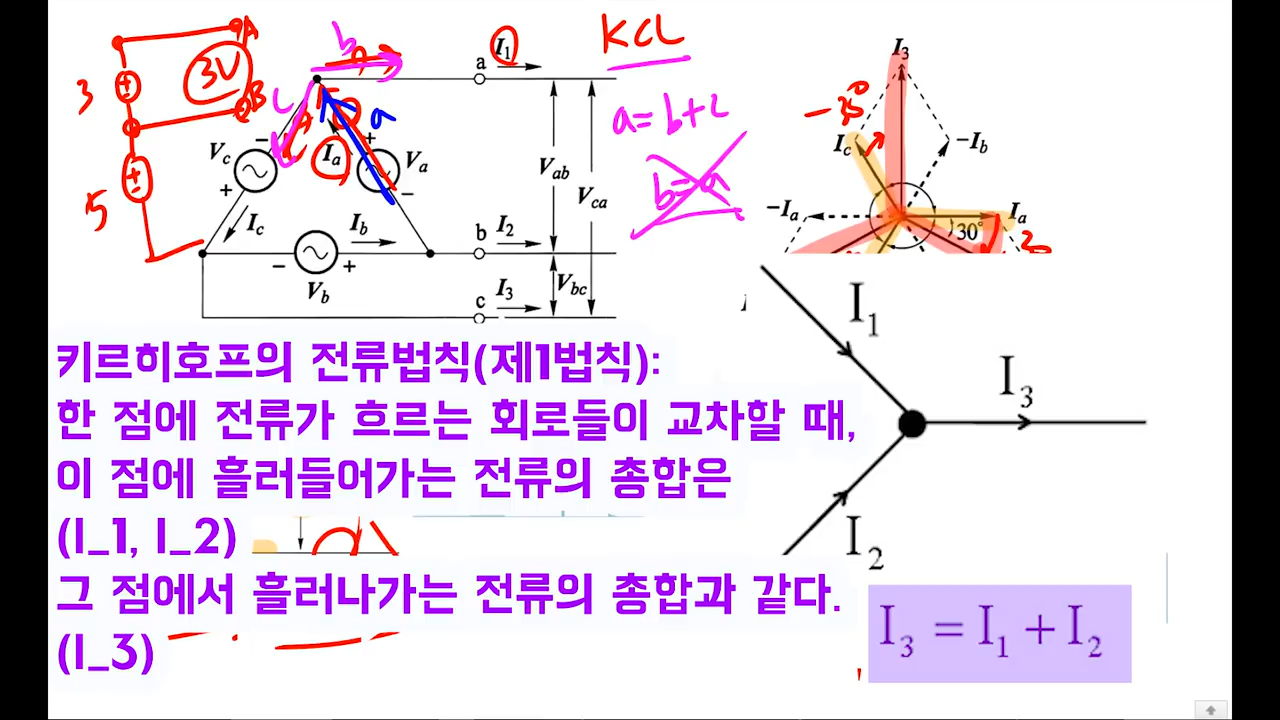 KCL
a = b + c
b = a
3
5
3V
A
B
b
c
a
a I₁
b I₂
c I₃
Vc
Va
Vb
Ia
Ib
Ic
Vab
Vca
Vbc
I₃
Ic
-Ib
-Ia
Ia
30°
30
키르히호프의 전류법칙(제1법칙):
한 점에 전류가 흐르는 회로들이 교차할 때,
이 점에 흘러들어가는 전류의 총합은
(I_1, I_2)
그 점에서 흘러나가는 전류의 총합과 같다.
(I_3)
I₁
I₃
I₂
I₃ = I₁ + I₂